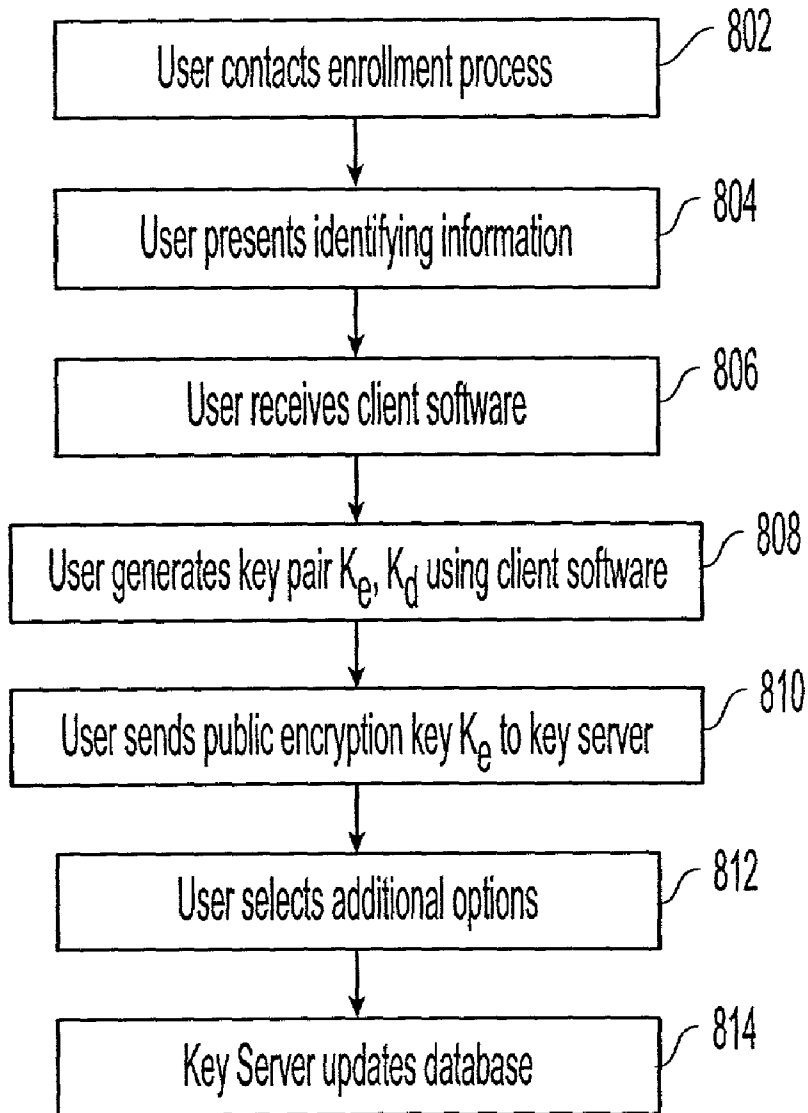 User contacts enrollment process
802
User presents identifying information
804
User receives client software
806
User generates key pair Ke, Kd using client software
808
User sends public encryption key Ke to key server
810
User selects additional options
812
Key Server updates database
814